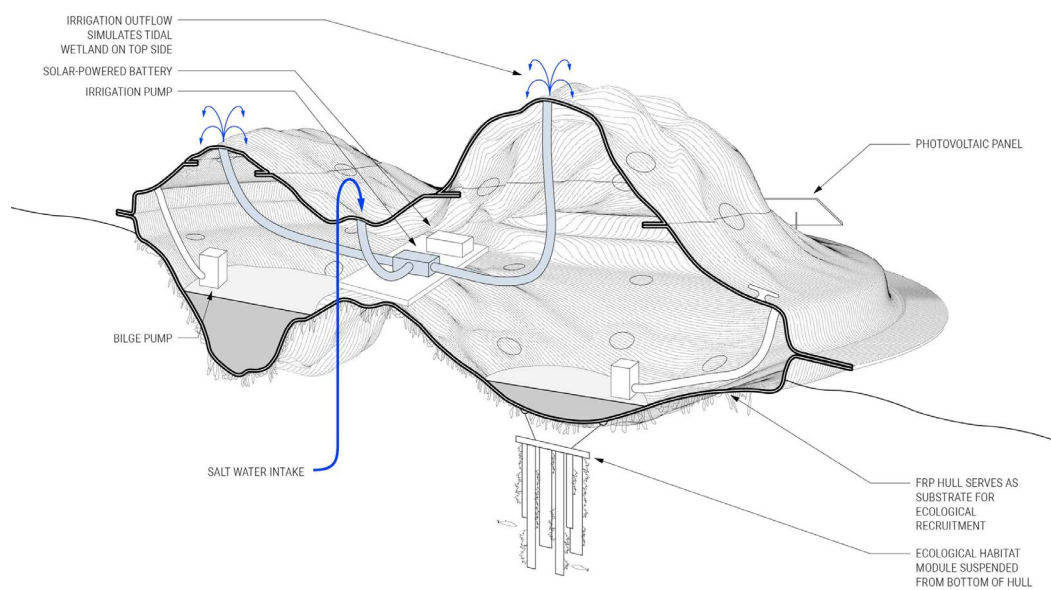 IRRIGATION OUTFLOW
SIMULATES TIDAL
WETLAND ON TOP SIDE
SOLAR-POWERED BATTERY
IRRIGATION PUMP
PHOTOVOLTAIC PANEL
BILGE PUMP
SALT WATER INTAKE
FRP HULL SERVES AS
SUBSTRATE FOR
ECOLOGICAL
RECRUITMENT
ECOLOGICAL HABITAT
MODULE SUSPENDED
FROM BOTTOM OF HULL